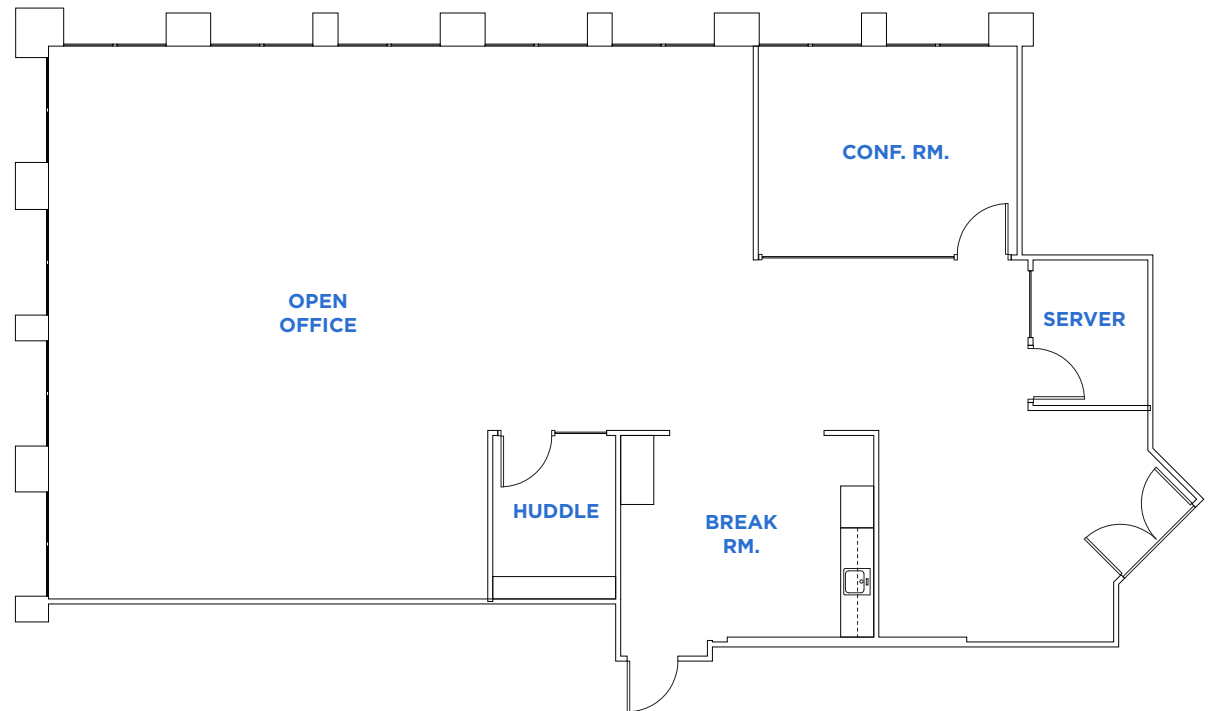 CONF. RM.
OPEN
OFFICE
SERVER
HUDDLE
BREAK
RM.